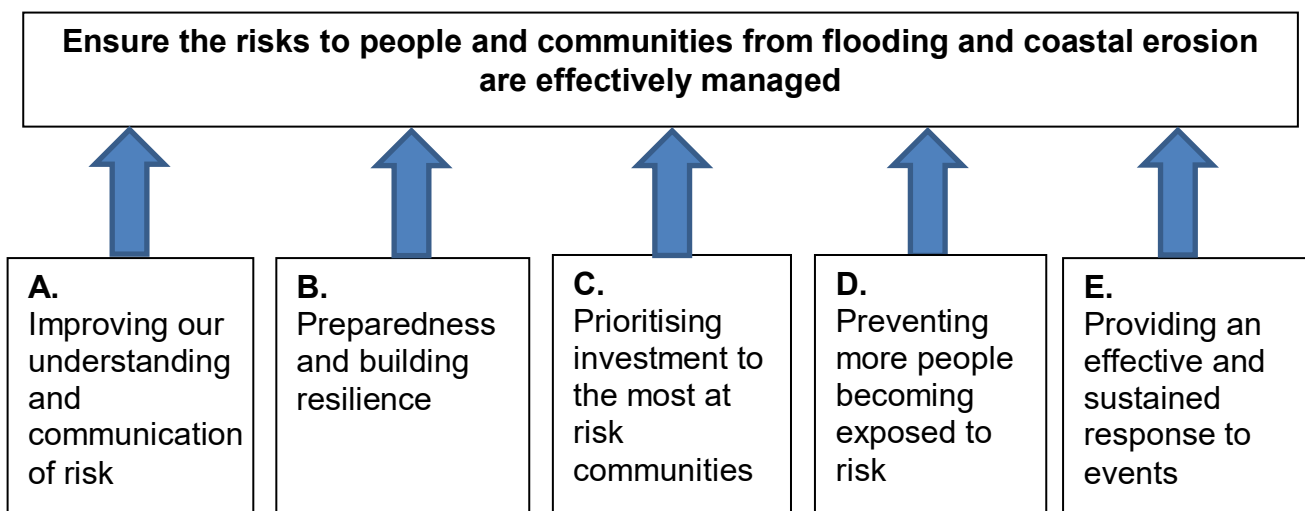 Ensure the risks to people and communities from flooding and coastal erosion
are effectively managed
A.
Improving our
understanding
and
communication
of risk
B.
Preparedness
and building
resilience
C.
Prioritising
investment to
the most at
risk
communities
D.
Preventing
more people
becoming
exposed to
risk
E.
Providing an
effective and
sustained
response to
events